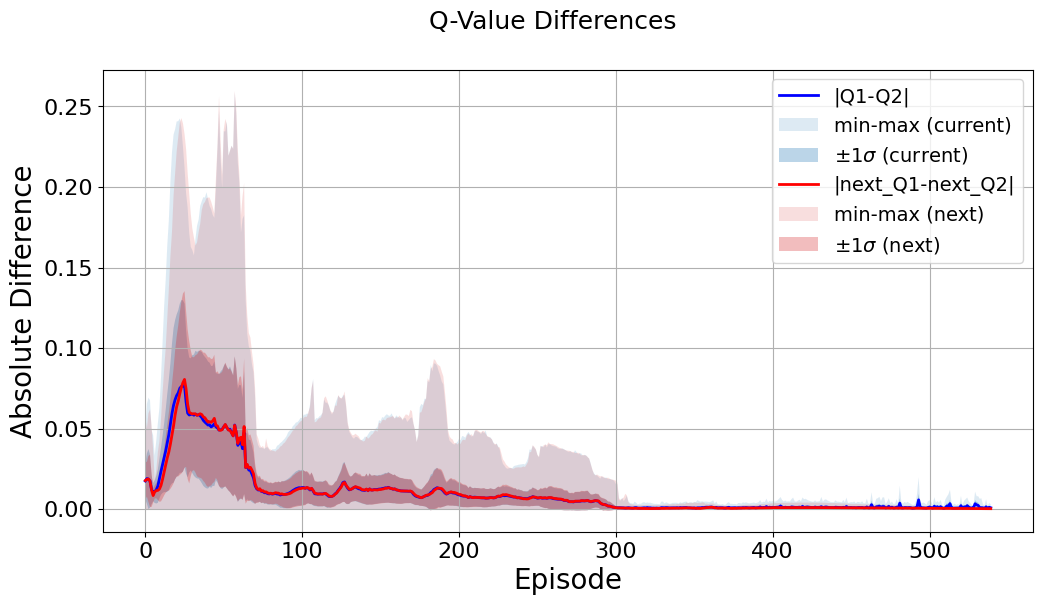 Q-Value Differences
Absolute Difference
0.25
0.20
0.15
0.10
0.05
0.00
|Q1-Q2|
min-max (current)
±1σ (current)
|next_Q1-next_Q2|
min-max (next)
±1σ (next)
0 100 200 300 400 500
Episode